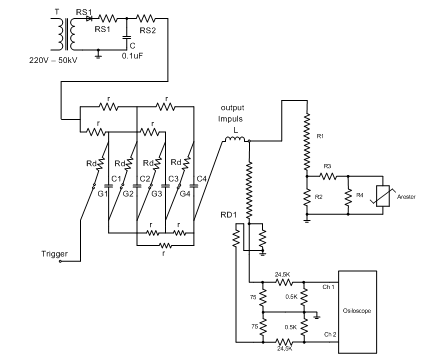 T RS1
RS1 RS2
C
0.1uF
220V – 50kV
r r
r r
output
Impuls
L
R1
Rd Rd Rd Rd
C1 C2 C3 C4
G1 G2 G3 G4
R3
R2 R4 Arester
RD1
r r
r
Trigger
24,5K
Ch 1
75 0.5K
Osiloscope
75 0.5K
Ch 2
24,5K